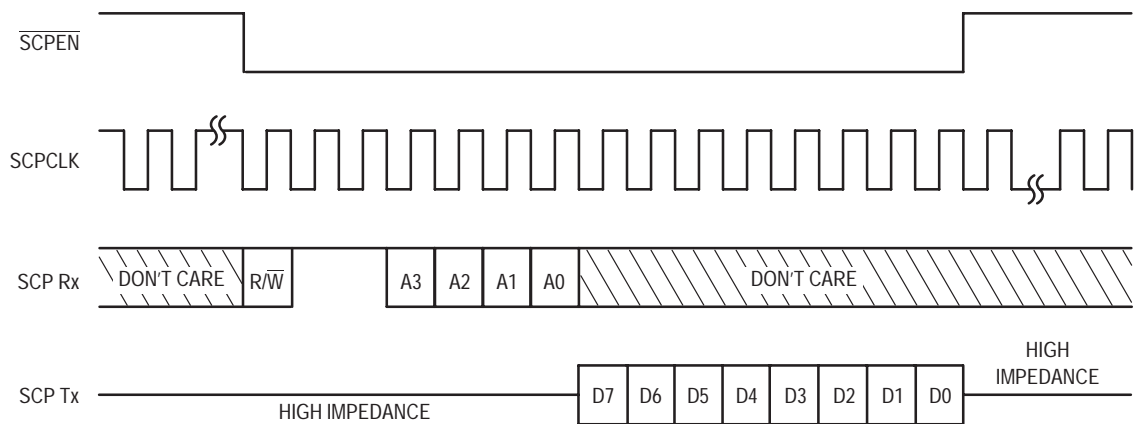 SCPEN
SCPCLK
SCP Rx
DON'T CARE
R/W
A3
A2
A1
A0
DON'T CARE
SCP Tx
HIGH IMPEDANCE
D7
D6
D5
D4
D3
D2
D1
D0
HIGH
IMPEDANCE